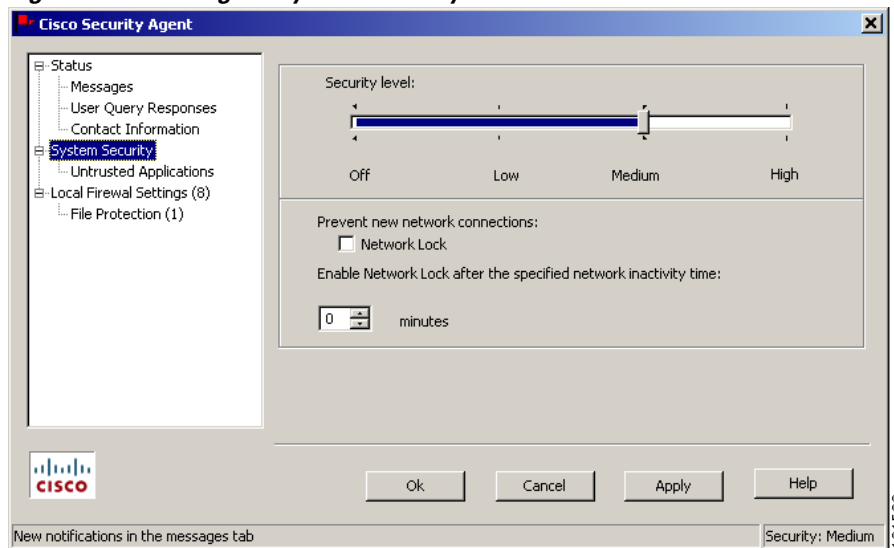 Cisco Security Agent
Status
Messages
User Query Responses
Contact Information
System Security
Untrusted Applications
Local Firewal Settings (8)
File Protection (1)
Security level:
Off Low Medium High
Prevent new network connections:
Network Lock
Enable Network Lock after the specified network inactivity time:
0 minutes
CISCO
Ok Cancel Apply Help
New notifications in the messages tab
Security: Medium